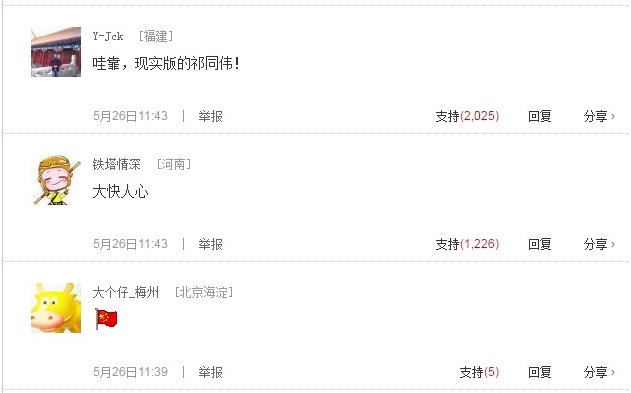 Y-Jck [福建]
哇靠，现实版的祁同伟！
5月26日11:43 | 举报 支持(2,025) 回复 分享 ›
铁塔情深 [河南]
大快人心
5月26日11:43 | 举报 支持(1,226) 回复 分享 ›
大个仔_梅州 [北京海淀]
5月26日11:39 | 举报 支持(5) 回复 分享 ›